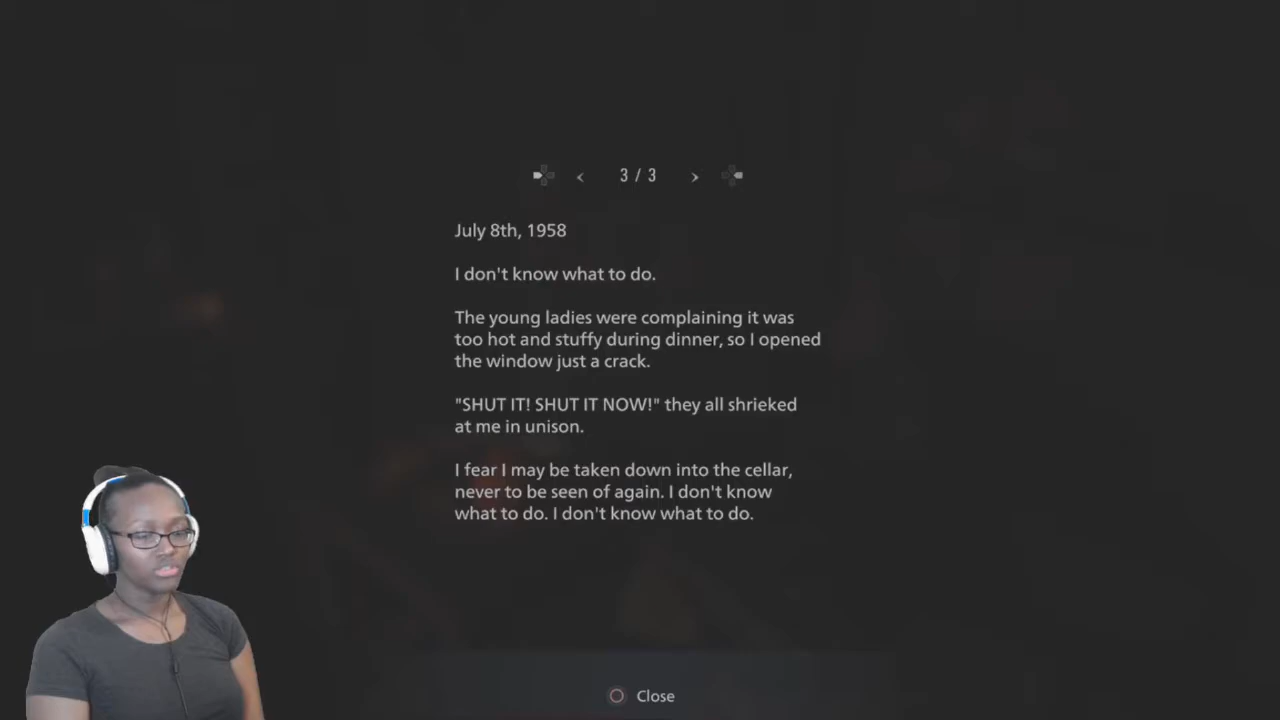 3 / 3
July 8th, 1958
I don't know what to do.
The young ladies were complaining it was
too hot and stuffy during dinner, so I opened
the window just a crack.
"SHUT IT! SHUT IT NOW!" they all shrieked
at me in unison.
I fear I may be taken down into the cellar,
never to be seen of again. I don't know
what to do. I don't know what to do.
Close